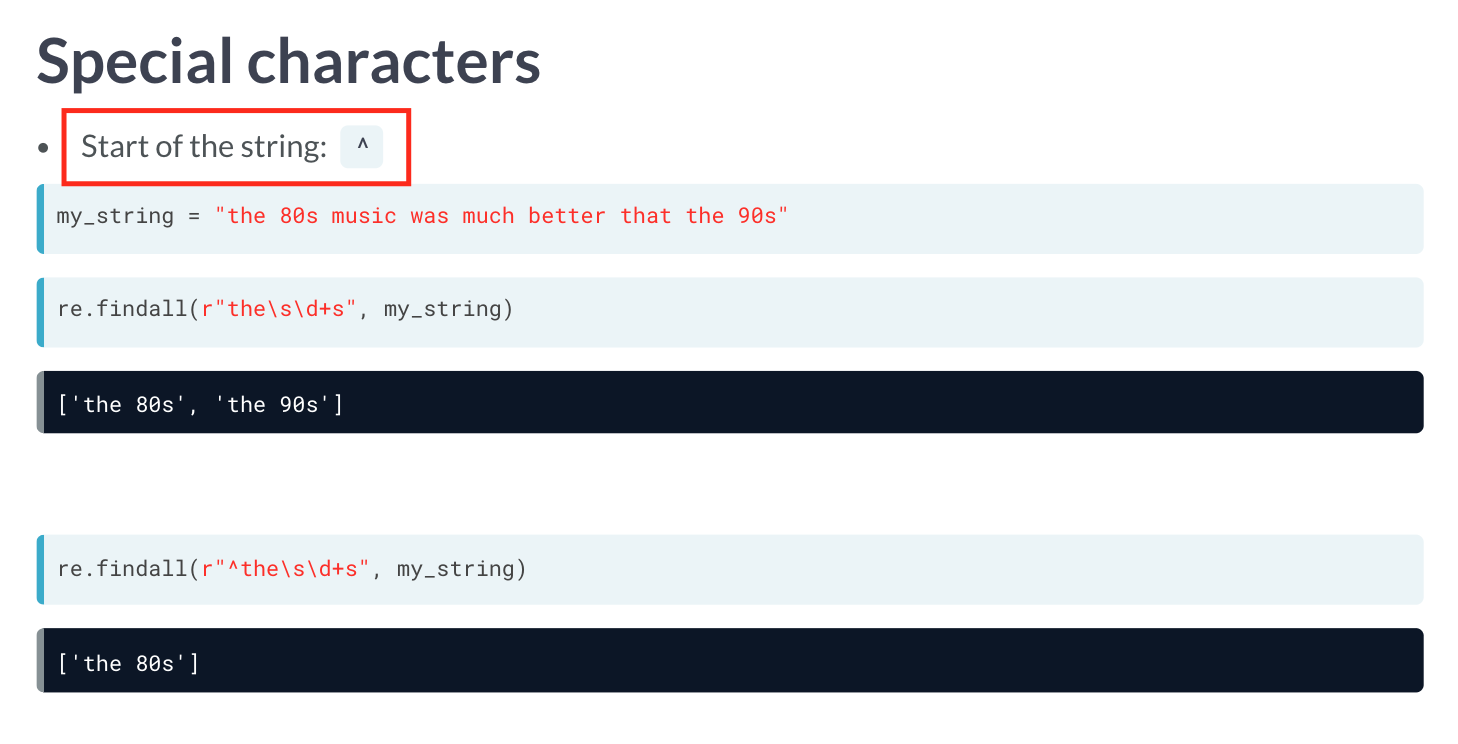 Special characters
• Start of the string: ^
my_string = "the 80s music was much better that the 90s"
re.findall(r"the\s\d+s", my_string)
['the 80s', 'the 90s']
re.findall(r"^the\s\d+s", my_string)
['the 80s']